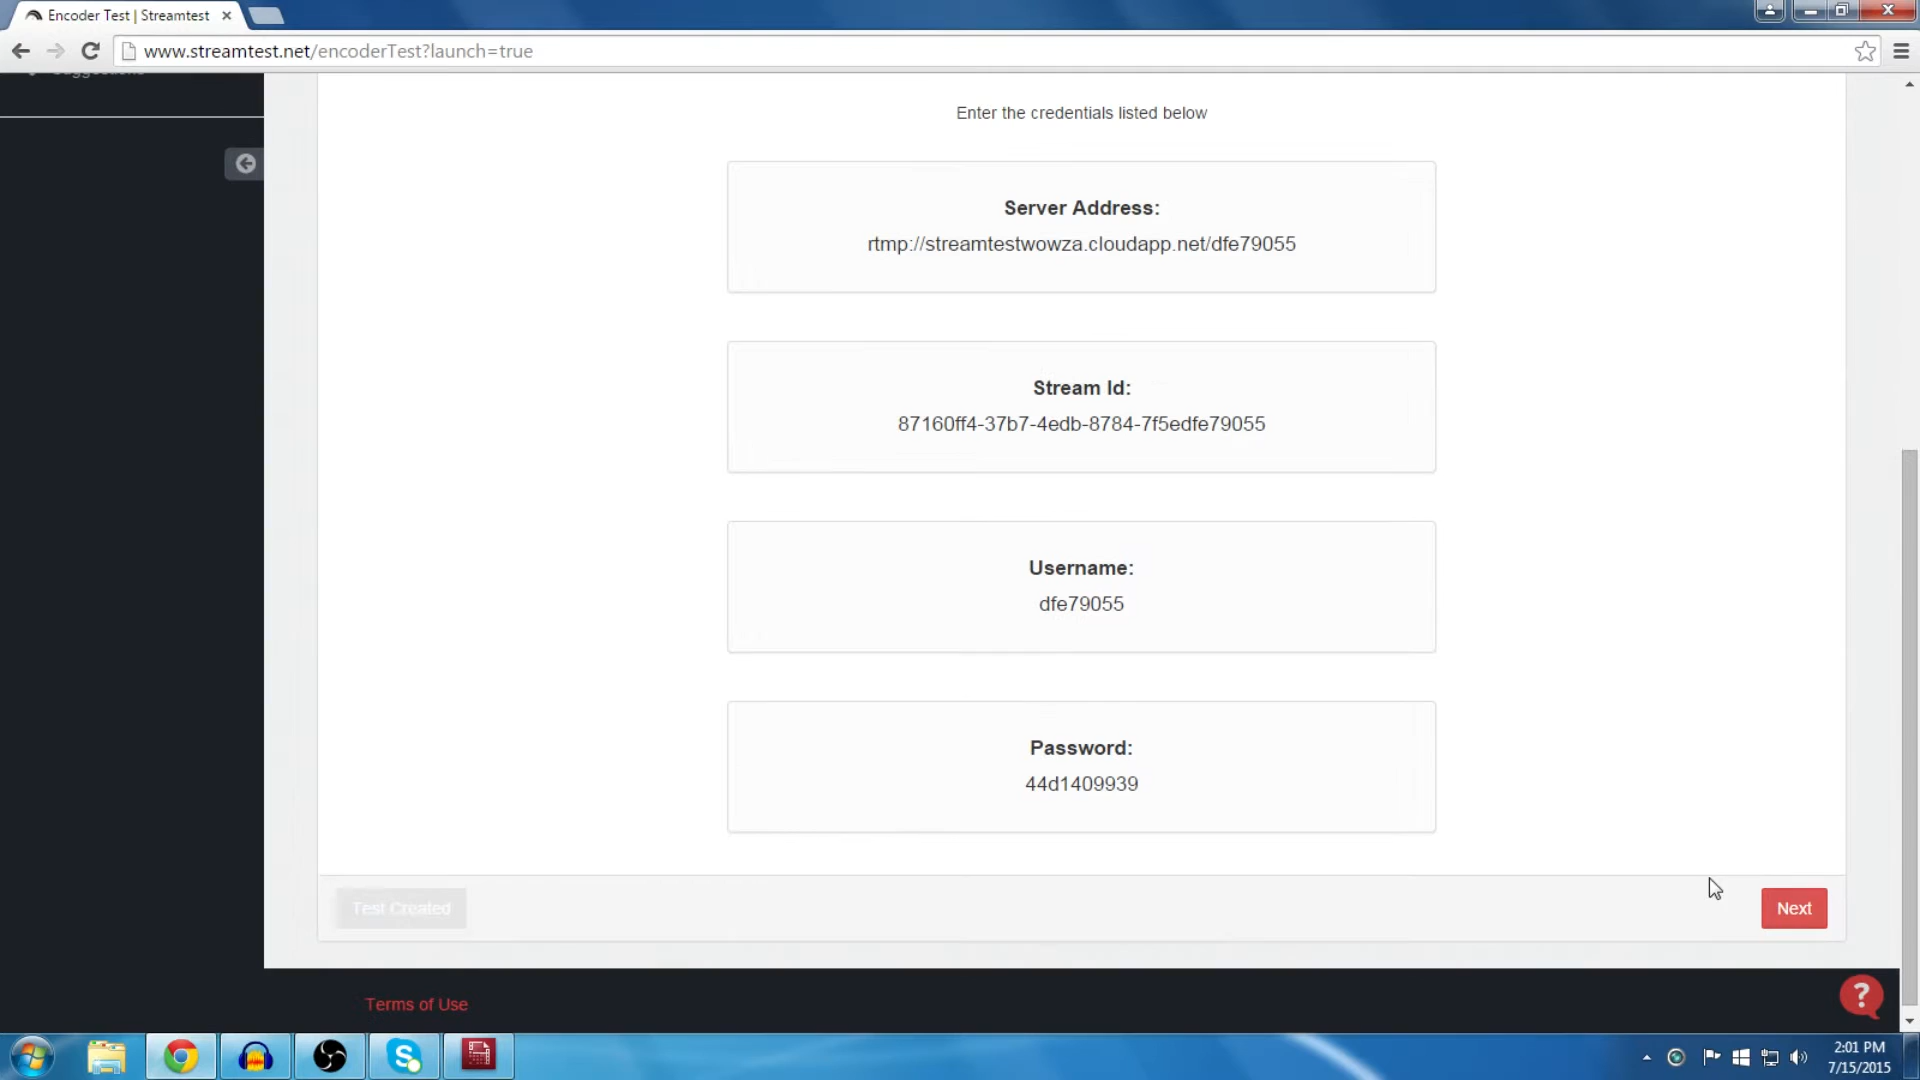 Encoder Test | Streamtest
www.streamtest.net/encoderTest?launch=true
Suggestions
Enter the credentials listed below
Server Address:
rtmp://streamtestwowza.cloudapp.net/dfe79055
Stream Id:
87160ff4-37b7-4edb-8784-7f5edfe79055
Username:
dfe79055
Password:
44d1409939
Test Created
Next
Terms of Use
?
2:01 PM
7/15/2015